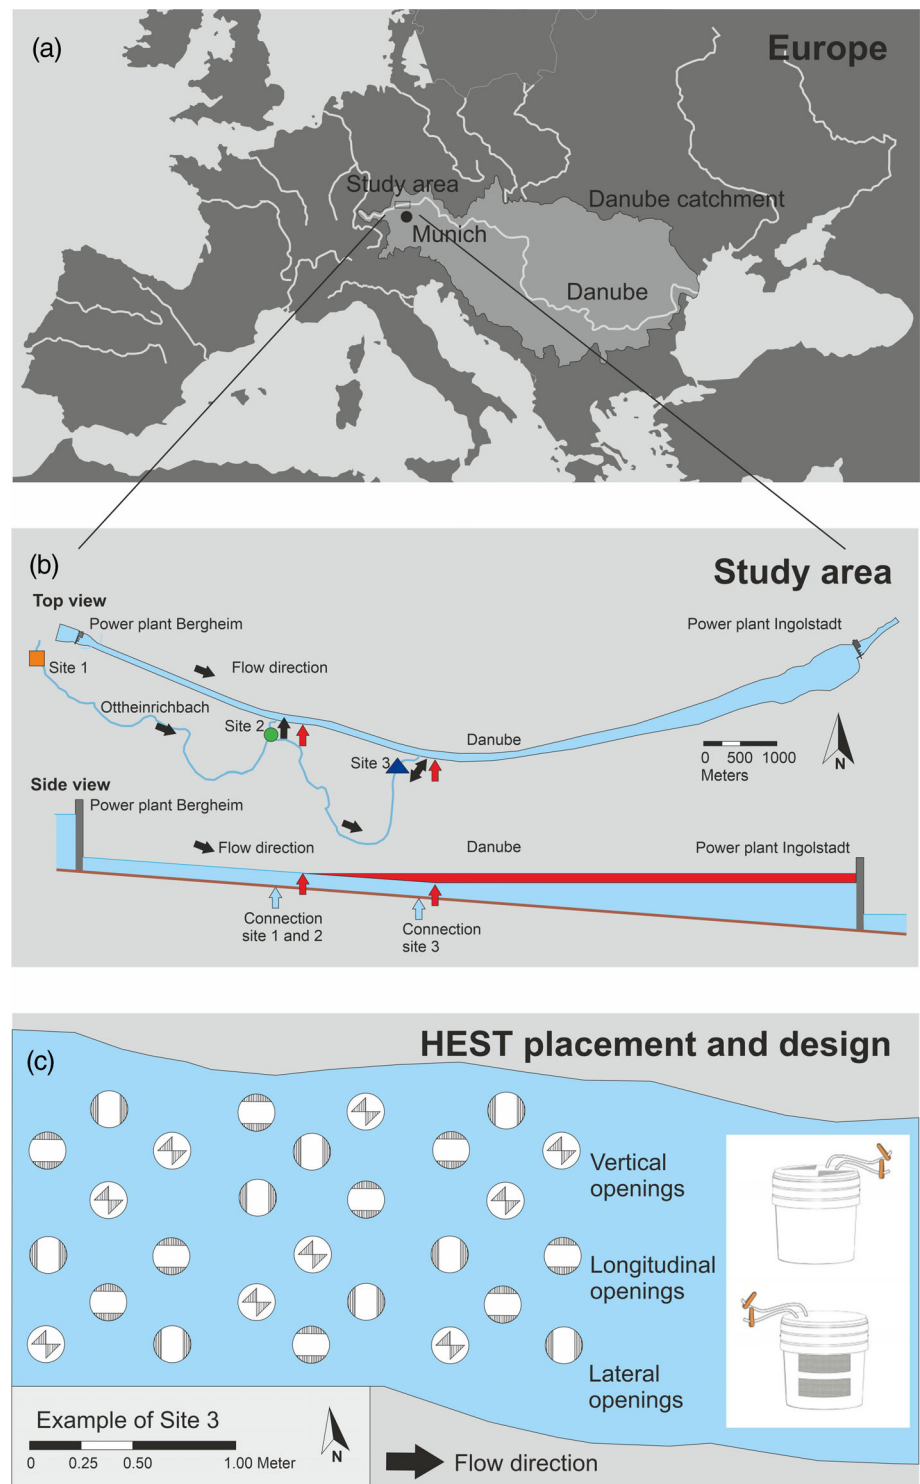 (a)
Europe
Study area
Danube catchment
Munich
Danube
(b)
Study area
Top view
Power plant Bergheim
Power plant Ingolstadt
Site 1
Flow direction
Ottheinrichbach
Site 2
Danube
Site 3
0 500 1000
Meters
N
Side view
Power plant Bergheim
Flow direction
Danube
Power plant Ingolstadt
Connection
site 1 and 2
Connection
site 3
(c)
HEST placement and design
Vertical
openings
Longitudinal
openings
Lateral
openings
Example of Site 3
0 0.25 0.50 1.00 Meter
N
Flow direction